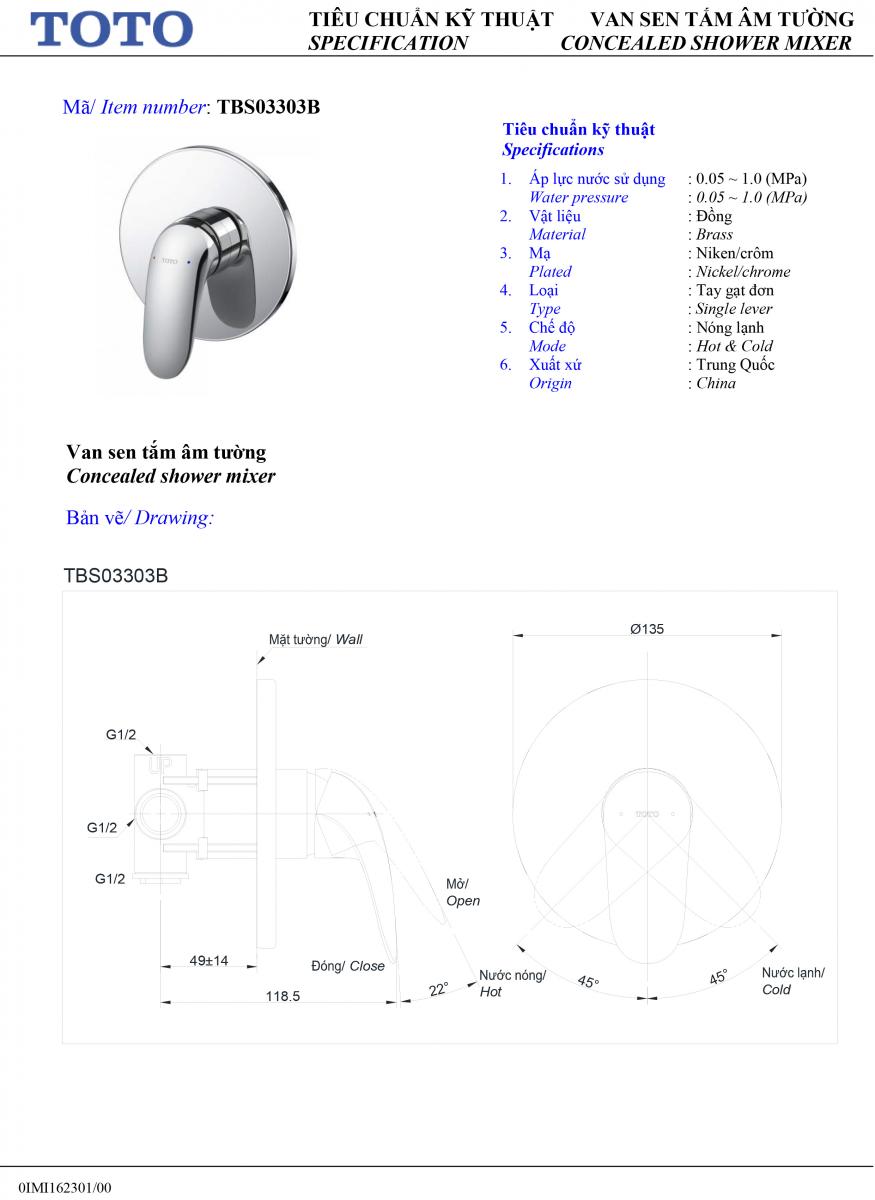 TOTO
TIÊU CHUẨN KỸ THUẬT VAN SEN TẮM ÂM TƯỜNG
SPECIFICATION CONCEALED SHOWER MIXER
Mã/ Item number: TBS03303B
TOTO
Tiêu chuẩn kỹ thuật
Specifications
1. Áp lực nước sử dụng : 0.05 ~ 1.0 (MPa)
Water pressure : 0.05 ~ 1.0 (MPa)
2. Vật liệu : Đồng
Material : Brass
3. Mạ : Niken/crôm
Plated : Nickel/chrome
4. Loại : Tay gạt đơn
Type : Single lever
5. Chế độ : Nóng lạnh
Mode : Hot & Cold
6. Xuất xứ : Trung Quốc
Origin : China
Van sen tắm âm tường
Concealed shower mixer
Bản vẽ/ Drawing:
TBS03303B
Mặt tường/ Wall
Ø135
G1/2
UP
G1/2
TOTO
G1/2
Mở/
Open
49±14
Đóng/ Close
118.5
22°
Nước nóng/
Hot
45°
45°
Nước lạnh/
Cold
0IMI162301/00